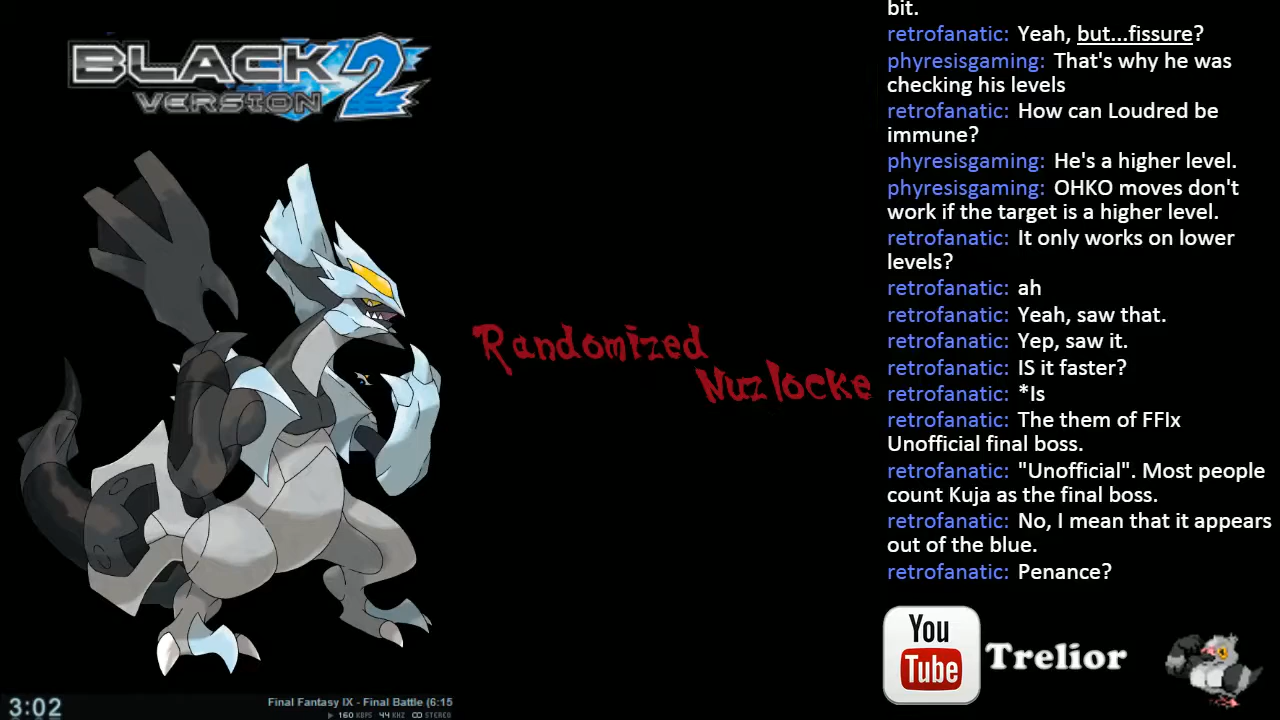 BLACK 2
VERSION
Randomized
Nuzlocke
bit.
retrofanatic: Yeah, but...fissure?
phyresisgaming: That's why he was
checking his levels
retrofanatic: How can Loudred be
immune?
phyresisgaming: He's a higher level.
phyresisgaming: OHKO moves don't
work if the target is a higher level.
retrofanatic: It only works on lower
levels?
retrofanatic: ah
retrofanatic: Yeah, saw that.
retrofanatic: Yep, saw it.
retrofanatic: IS it faster?
retrofanatic: *Is
retrofanatic: The them of FFIx
Unofficial final boss.
retrofanatic: "Unofficial". Most people
count Kuja as the final boss.
retrofanatic: No, I mean that it appears
out of the blue.
retrofanatic: Penance?
You
Tube
Trelior
3:02
Final Fantasy IX - Final Battle (6:15
160 KBPS 44 KHZ STEREO